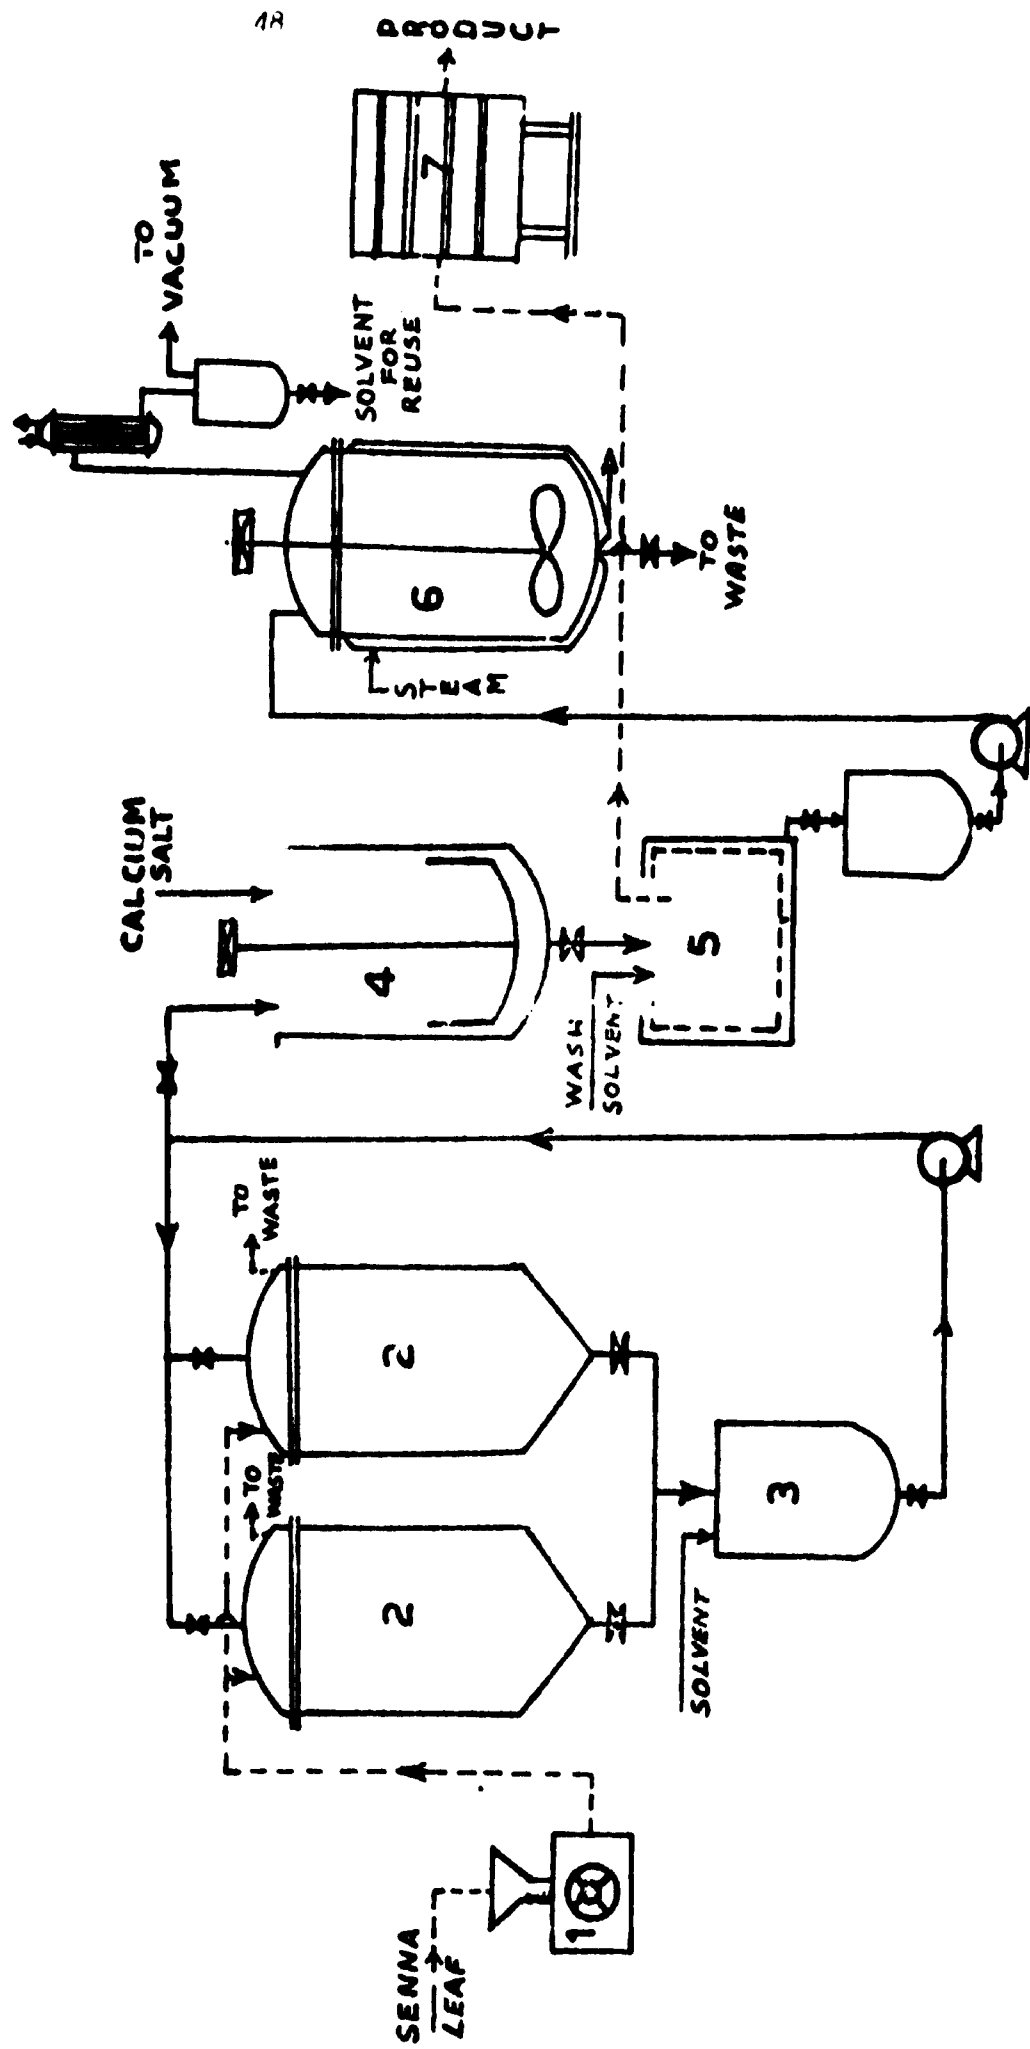 18
SENNA
LEAF
1
2
TO
WASTE
2
TO
WASTE
SOLVENT
3
CALCIUM
SALT
4
WASH
SOLVENT
5
STEAM
6
TO
WASTE
TO
VACUUM
SOLVENT
FOR
REUSE
7
PRODUCT